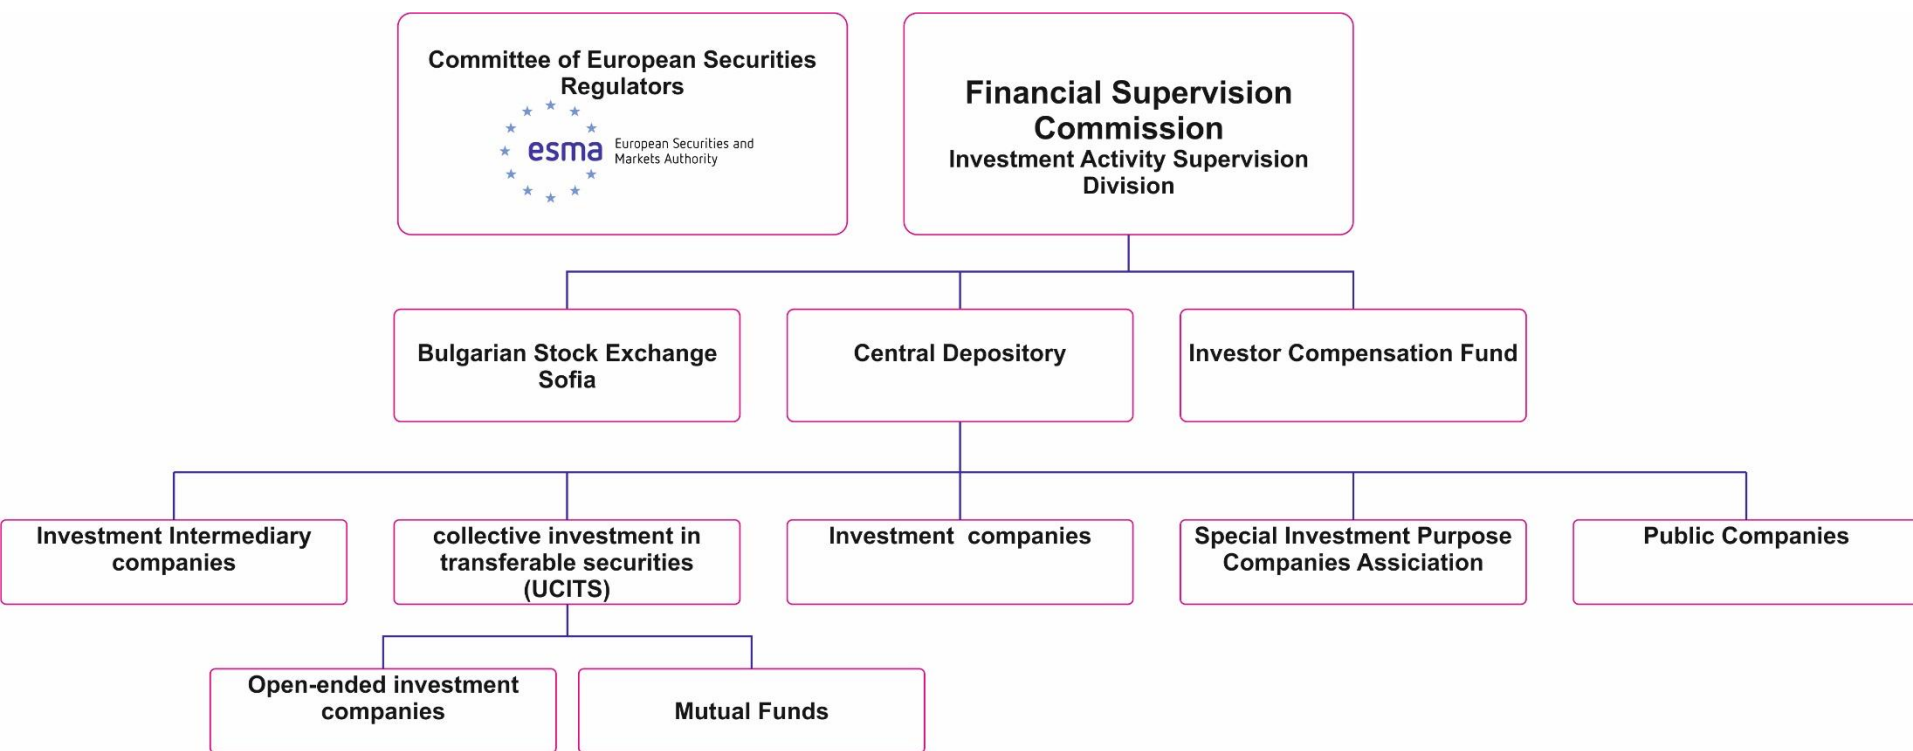 Committee of European Securities
Regulators
esma
European Securities and
Markets Authority
Financial Supervision
Commission
Investment Activity Supervision
Division
Bulgarian Stock Exchange
Sofia
Central Depository
Investor Compensation Fund
Investment Intermediary
companies
collective investment in
transferable securities
(UCITS)
Investment  companies
Special Investment Purpose
Companies Assiciation
Public Companies
Open-ended investment
companies
Mutual Funds